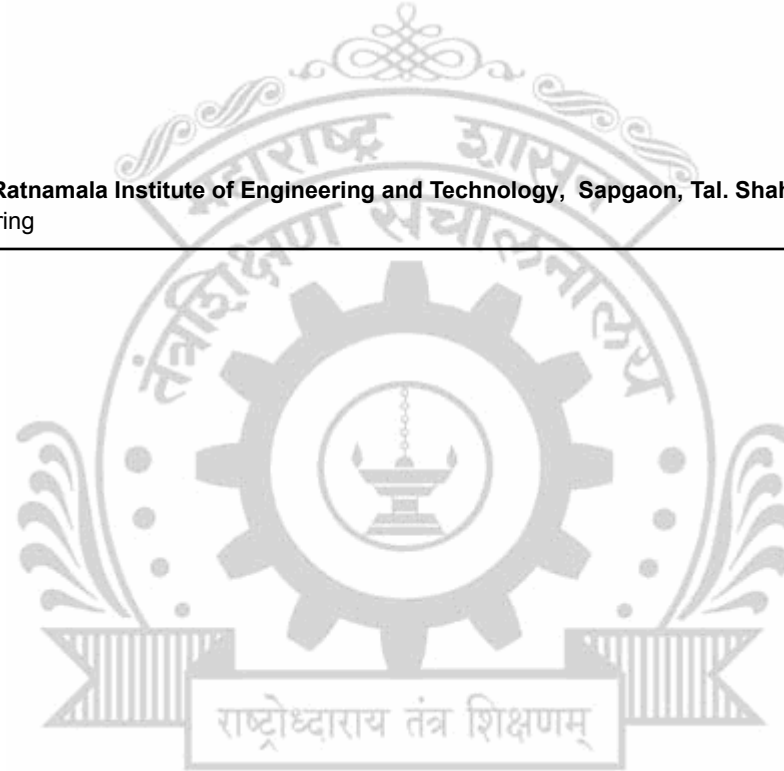 महाराष्ट्र शासन
Ratnamala Institute of Engineering and Technology, Sapgaon, Tal. Shah
ring
तंत्रशिक्षण संचालनालय
राष्ट्रोध्दाराय तंत्र शिक्षणम्